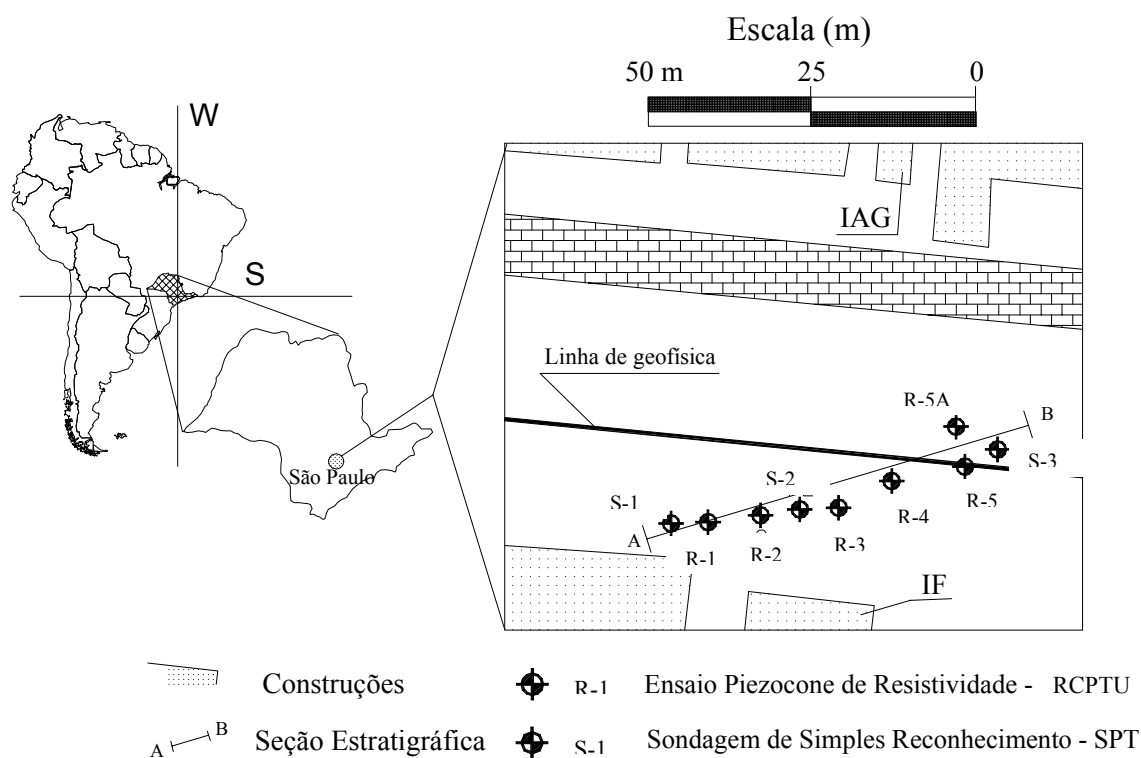 Escala (m)
50 m 25 0
W
S
IAG
Linha de geofísica
R-5A
B
S-3
S-2
R-5
S-1
R-4
A
R-1
R-2
R-3
IF
São Paulo
Construções
R-1
Ensaio Piezocone de Resistividade - RCPTU
A B
Seção Estratigráfica
S-1
Sondagem de Simples Reconhecimento - SPT